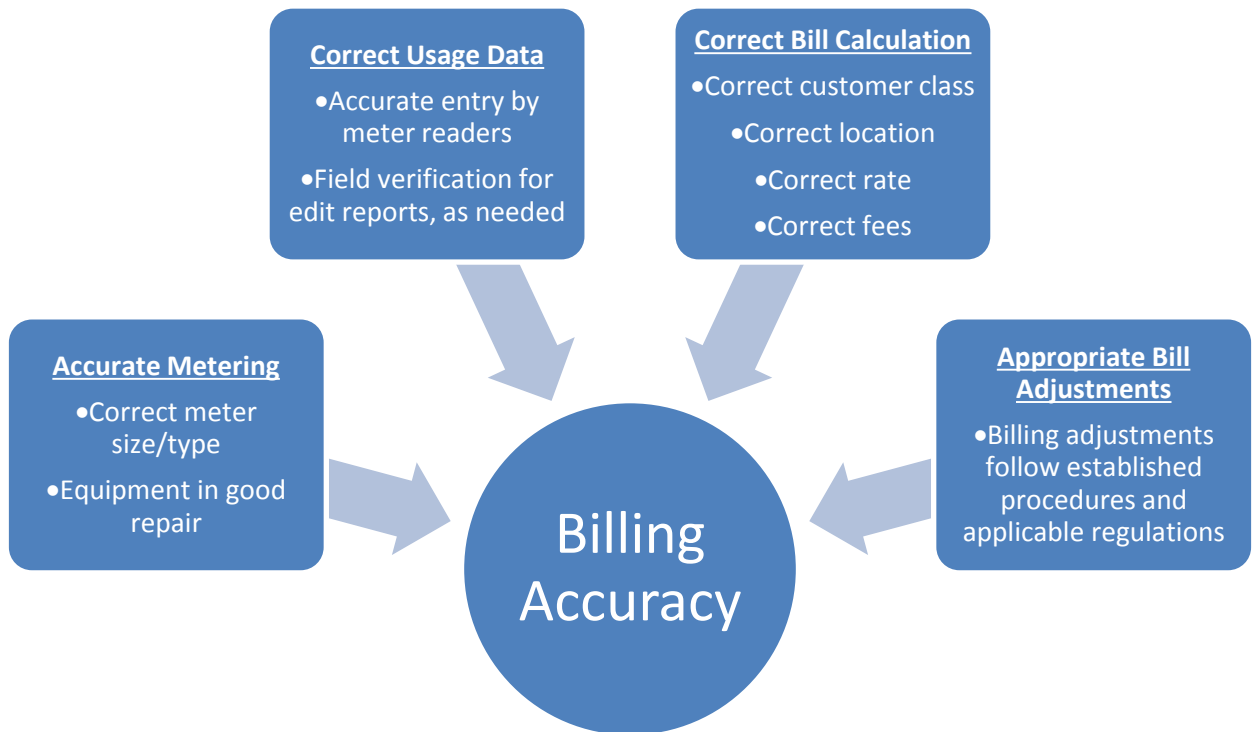 Correct Usage Data
•Accurate entry by
meter readers
•Field verification for
edit reports, as needed
Correct Bill Calculation
•Correct customer class
•Correct location
•Correct rate
•Correct fees
Accurate Metering
•Correct meter
size/type
•Equipment in good
repair
Appropriate Bill
Adjustments
•Billing adjustments
follow established
procedures and
applicable regulations
Billing
Accuracy